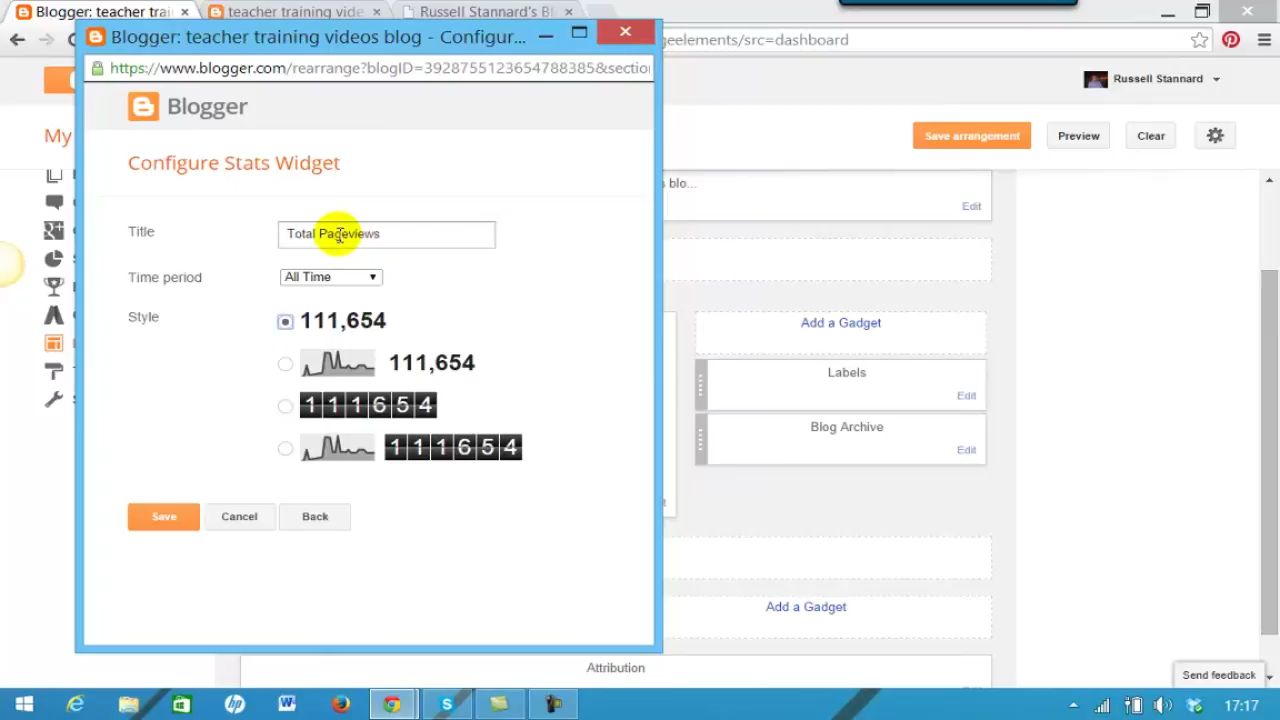 Blogger: teacher trai
teacher training vide
Russell Stannard's Bl
Blogger: teacher training videos blog - Configur...
geelements/src=dashboard
https://www.blogger.com/rearrange?blogID=3928755123654788385&sectio
Russell Stannard
Blogger
My
Save arrangement
Preview
Clear
Configure Stats Widget
s blo...
Edit
Title
Total Pageviews
Time period
All Time
Style
111,654
Add a Gadget
111,654
Labels
Edit
111654
Blog Archive
Edit
111654
Save
Cancel
Back
Add a Gadget
Attribution
Send feedback
17:17